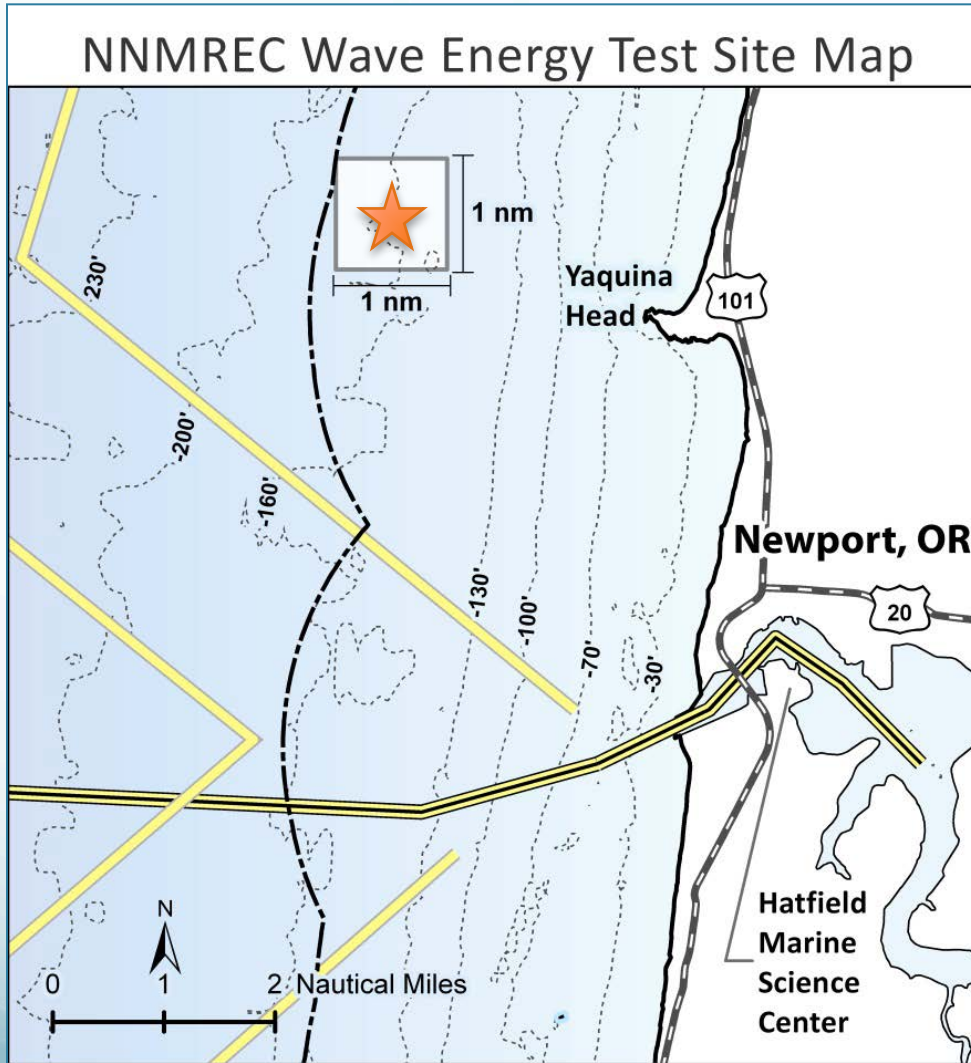 NNMREC Wave Energy Test Site Map
1 nm
1 nm
Yaquina
Head
101
230'
-200'
-160'
-130'
-100'
-70'
-30'
Newport, OR
20
N
0 1 2 Nautical Miles
Hatfield
Marine
Science
Center